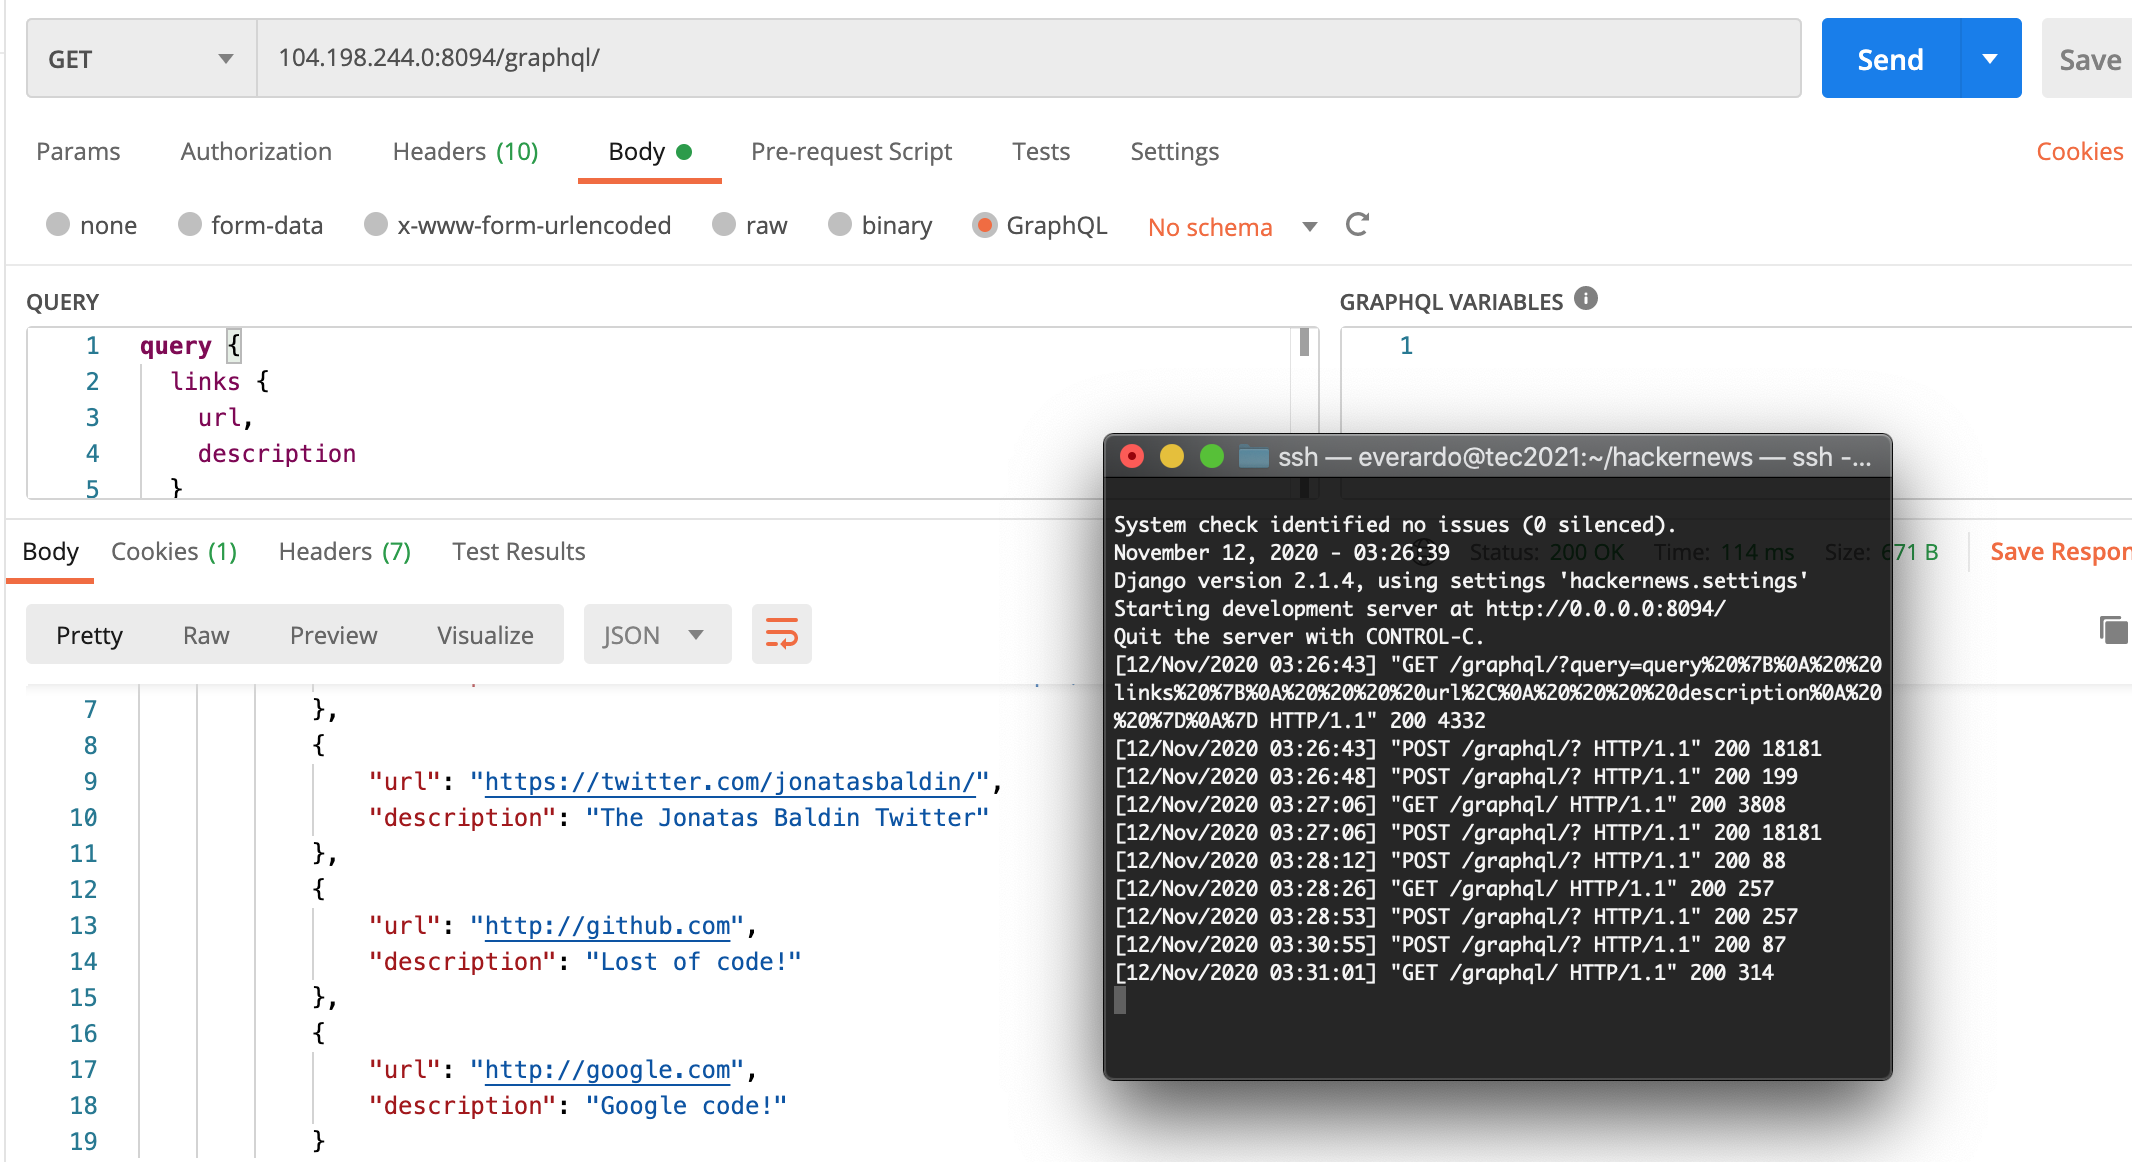 GET
104.198.244.0:8094/graphql/
Send
Save
Params
Authorization
Headers (10)
Body
Pre-request Script
Tests
Settings
Cookies
none
form-data
x-www-form-urlencoded
raw
binary
GraphQL
No schema
QUERY
1 query {
2 links {
3 url,
4 description
5 }
GRAPHQL VARIABLES
1
Body
Cookies (1)
Headers (7)
Test Results
Status: 200 OK
Time: 114 ms
Size: 671 B
Save Respon
Pretty
Raw
Preview
Visualize
JSON
7 },
8 {
9 "url": "https://twitter.com/jonatasbaldin/",
10 "description": "The Jonatas Baldin Twitter"
11 },
12 {
13 "url": "http://github.com",
14 "description": "Lost of code!"
15 },
16 {
17 "url": "http://google.com",
18 "description": "Google code!"
19 }
ssh — everardo@tec2021:~/hackernews — ssh -...
System check identified no issues (0 silenced).
November 12, 2020 - 03:26:39
Django version 2.1.4, using settings 'hackernews.settings'
Starting development server at http://0.0.0.0:8094/
Quit the server with CONTROL-C.
[12/Nov/2020 03:26:43] "GET /graphql/?query=query%20%7B%0A%20%20
links%20%7B%0A%20%20%20%20url%2C%0A%20%20%20%20description%0A%20
%20%7D%0A%7D HTTP/1.1" 200 4332
[12/Nov/2020 03:26:43] "POST /graphql/? HTTP/1.1" 200 18181
[12/Nov/2020 03:26:48] "POST /graphql/? HTTP/1.1" 200 199
[12/Nov/2020 03:27:06] "GET /graphql/ HTTP/1.1" 200 3808
[12/Nov/2020 03:27:06] "POST /graphql/? HTTP/1.1" 200 18181
[12/Nov/2020 03:28:12] "POST /graphql/? HTTP/1.1" 200 88
[12/Nov/2020 03:28:26] "GET /graphql/ HTTP/1.1" 200 257
[12/Nov/2020 03:28:53] "POST /graphql/? HTTP/1.1" 200 257
[12/Nov/2020 03:30:55] "POST /graphql/? HTTP/1.1" 200 87
[12/Nov/2020 03:31:01] "GET /graphql/ HTTP/1.1" 200 314